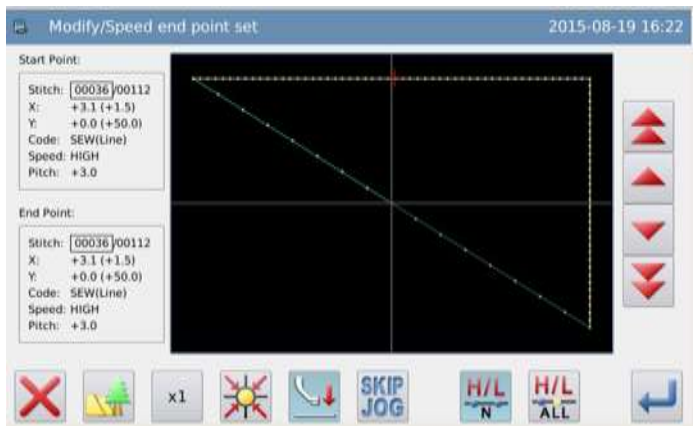 Modify/Speed end point set 2015-08-19 16:22
Start Point:
Stitch: 00036/00112
X: +3.1 (+1.5)
Y: +0.0 (+50.0)
Code: SEW(Line)
Speed: HIGH
Pitch: +3.0
End Point:
Stitch: 00036/00112
X: +3.1 (+1.5)
Y: +0.0 (+50.0)
Code: SEW(Line)
Speed: HIGH
Pitch: +3.0
x1
SKIP
JOG
H/L
N
H/L
ALL